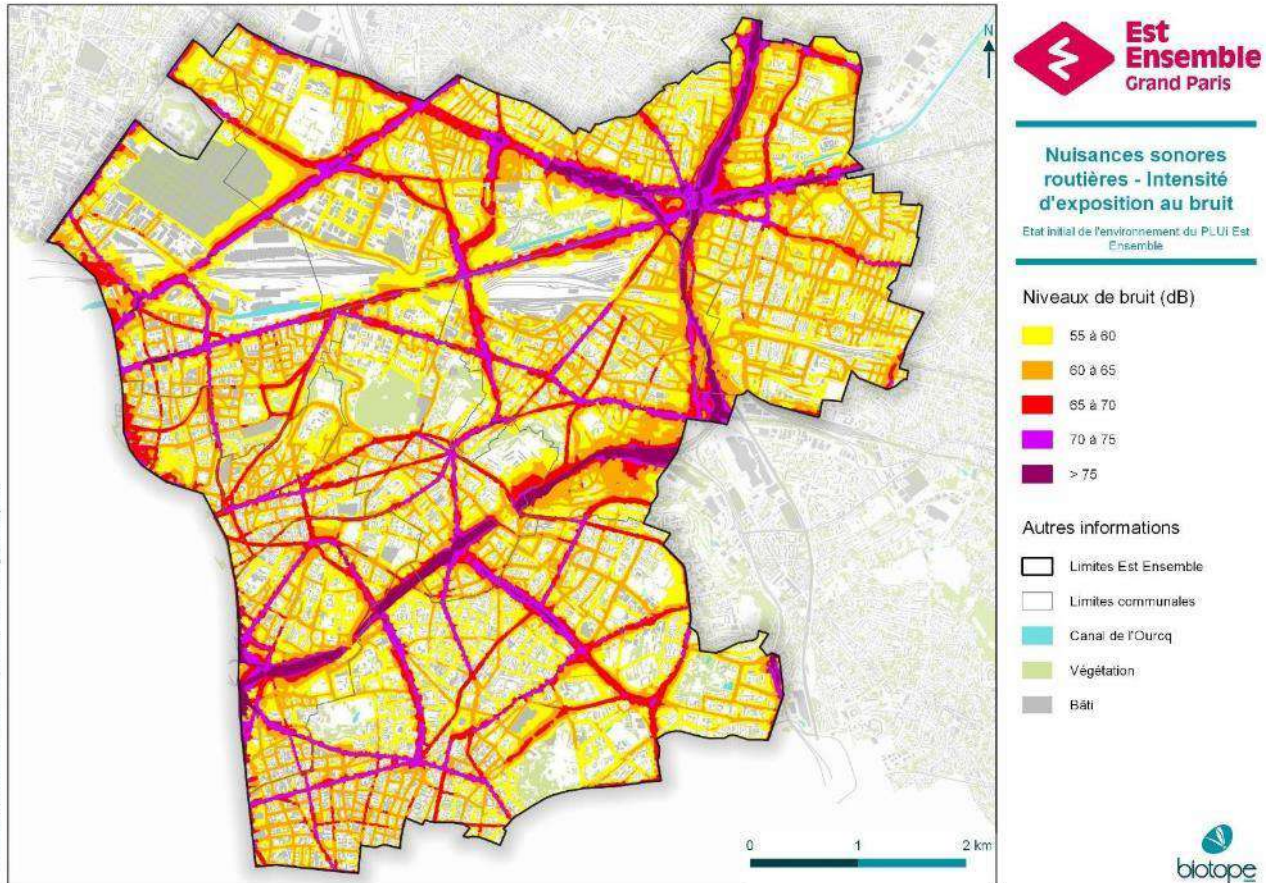 N
Est
Ensemble
Grand Paris
Nuisances sonores
routières - Intensité
d'exposition au bruit
Etat initial de l'environnement du PLUi Est
Ensemble
Niveaux de bruit (dB)
55 à 60
60 à 65
65 à 70
70 à 75
> 75
Autres informations
Limites Est Ensemble
Limites communales
Canal de l'Ourcq
Végétation
Bâti
0 1 2 km
biotope